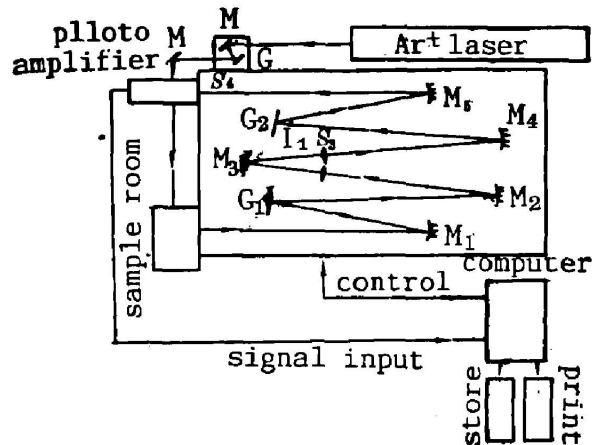 plloto
amplifier
M
M
G
Ar± laser
S₄
M₅
G₂
I₁ S₃
M₄
M₃
G₁
M₂
M₁
sample room
computer
control
signal input
store
print